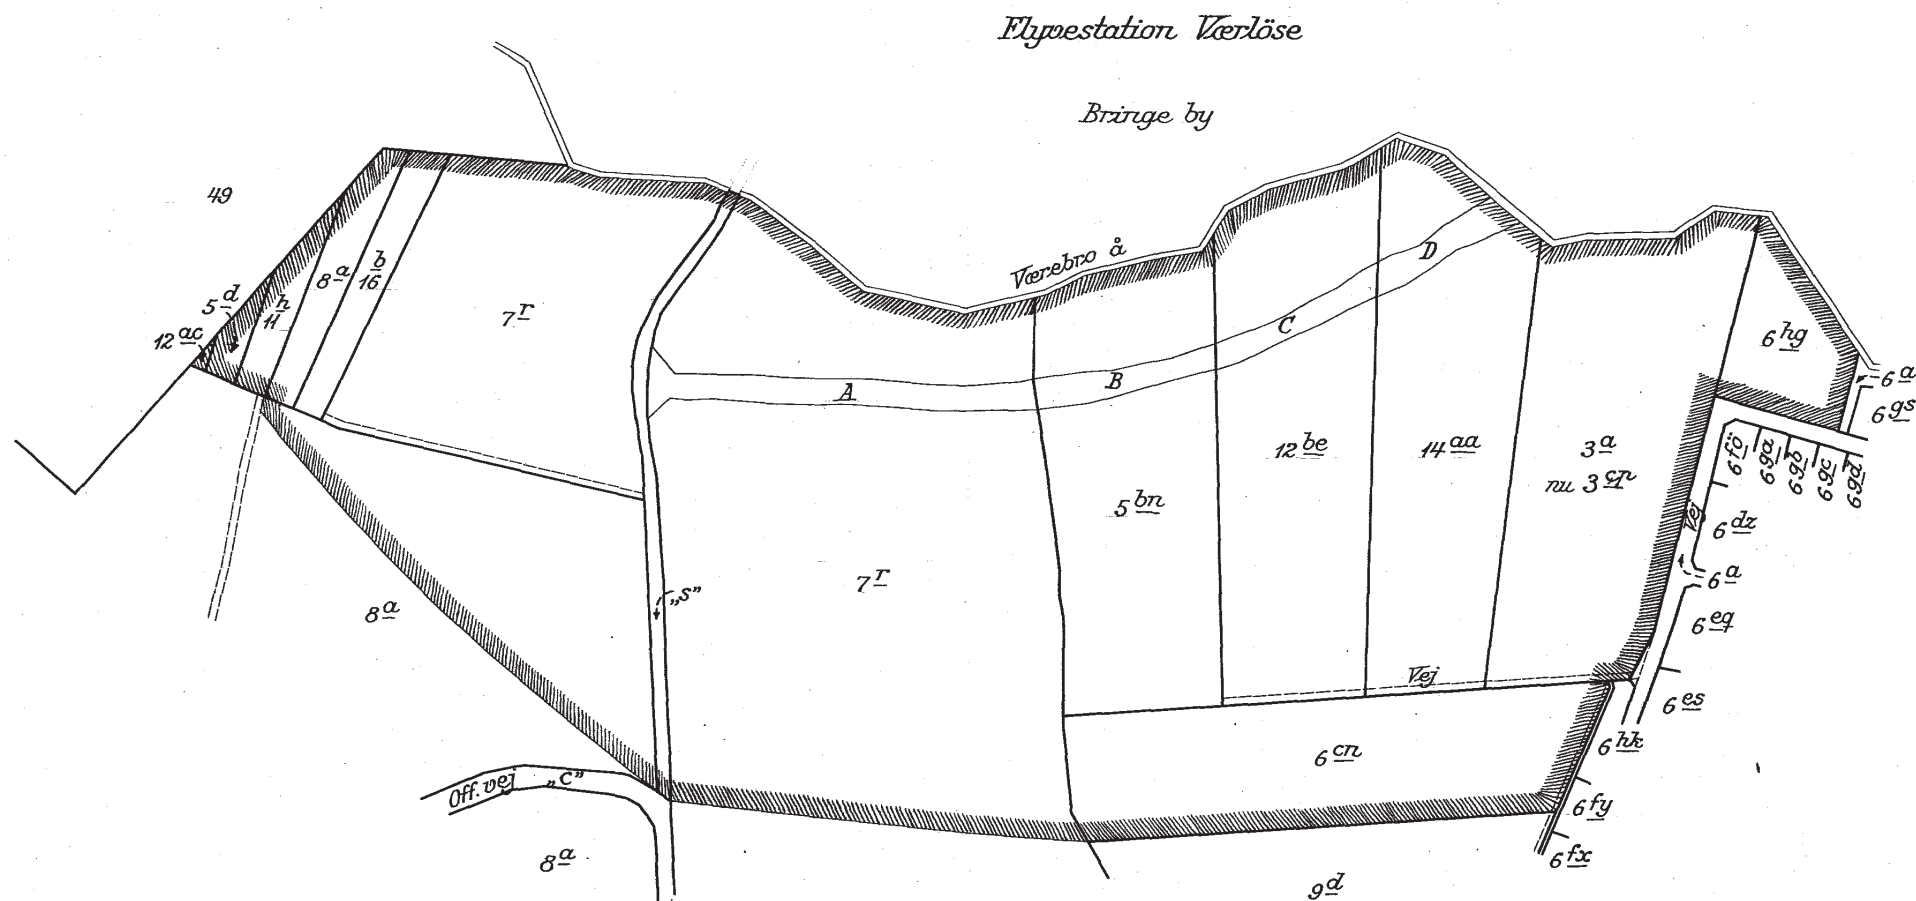 Flyvestation Værløse
Bringe by
49
Værebro å
5 d
12 ac
h
11
8 a
b
16
7 r
A
B
C
D
6 hg
6 a
6 gs
12 be
14 aa
3 a
nu 3 cp
5 bn
6 fö
6 ga
6 gb
6 gc
6 gd
Vej
6 dz
6 a
6 eq
8 a
„S”
7 r
Vej
6 es
6 hk
6 cn
Off. vej „C”
6 fy
6 fx
8 a
9 d